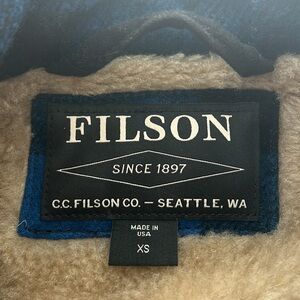 FILSON
SINCE 1897
C.C. FILSON CO. – SEATTLE, WA
MADE IN
USA
XS